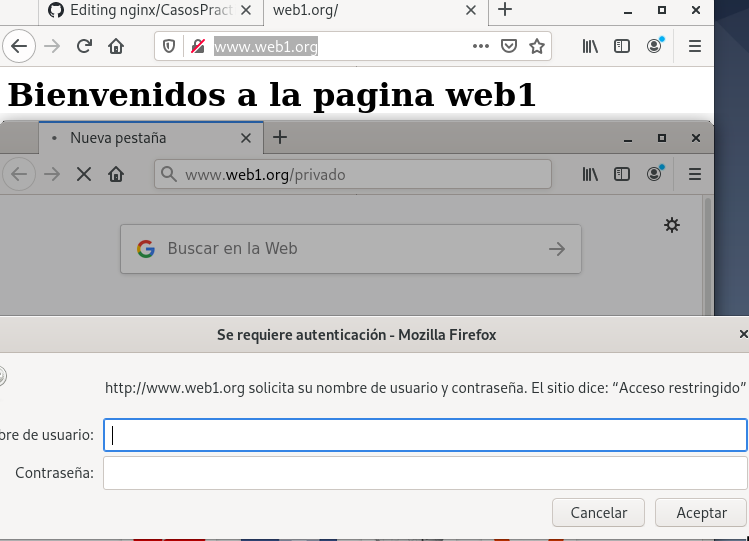 Editing nginx/CasosPract
web1.org/
www.web1.org
Bienvenidos a la pagina web1
Nueva pestaña
www.web1.org/privado
Buscar en la Web
Se requiere autenticación - Mozilla Firefox
http://www.web1.org solicita su nombre de usuario y contraseña. El sitio dice: “Acceso restringido”
bre de usuario:
Contraseña:
Cancelar
Aceptar